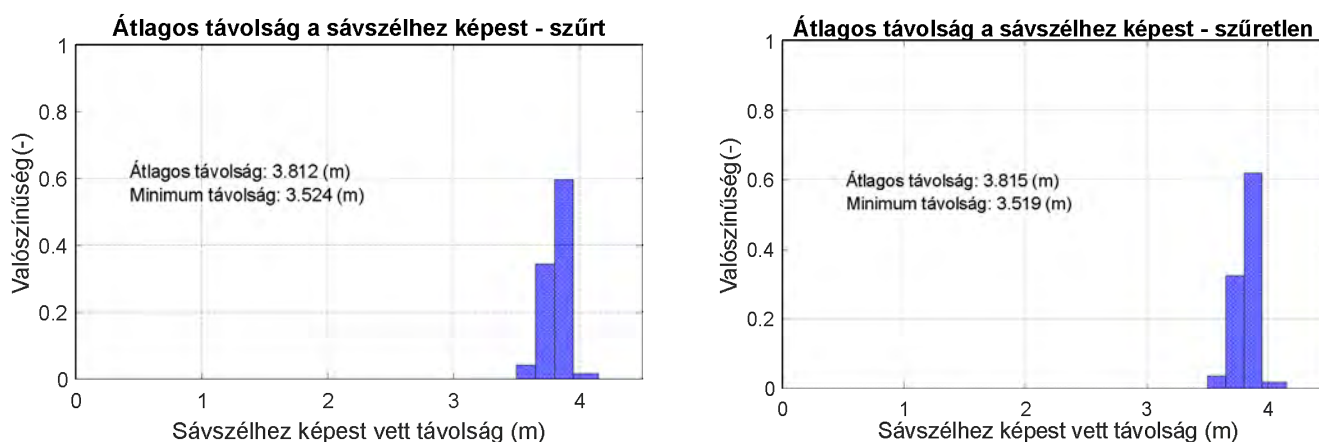 Átlagos távolság a sávszélhez képest - szűrt
1
0.8
0.6
0.4
0.2
0
Valószínűség(-)
Átlagos távolság: 3.812 (m)
Minimum távolság: 3.524 (m)
0 1 2 3 4
Sávszélhez képest vett távolság (m)
Átlagos távolság a sávszélhez képest - szűretlen
1
0.8
0.6
0.4
0.2
0
Valószínűség(-)
Átlagos távolság: 3.815 (m)
Minimum távolság: 3.519 (m)
0 1 2 3 4
Sávszélhez képest vett távolság (m)